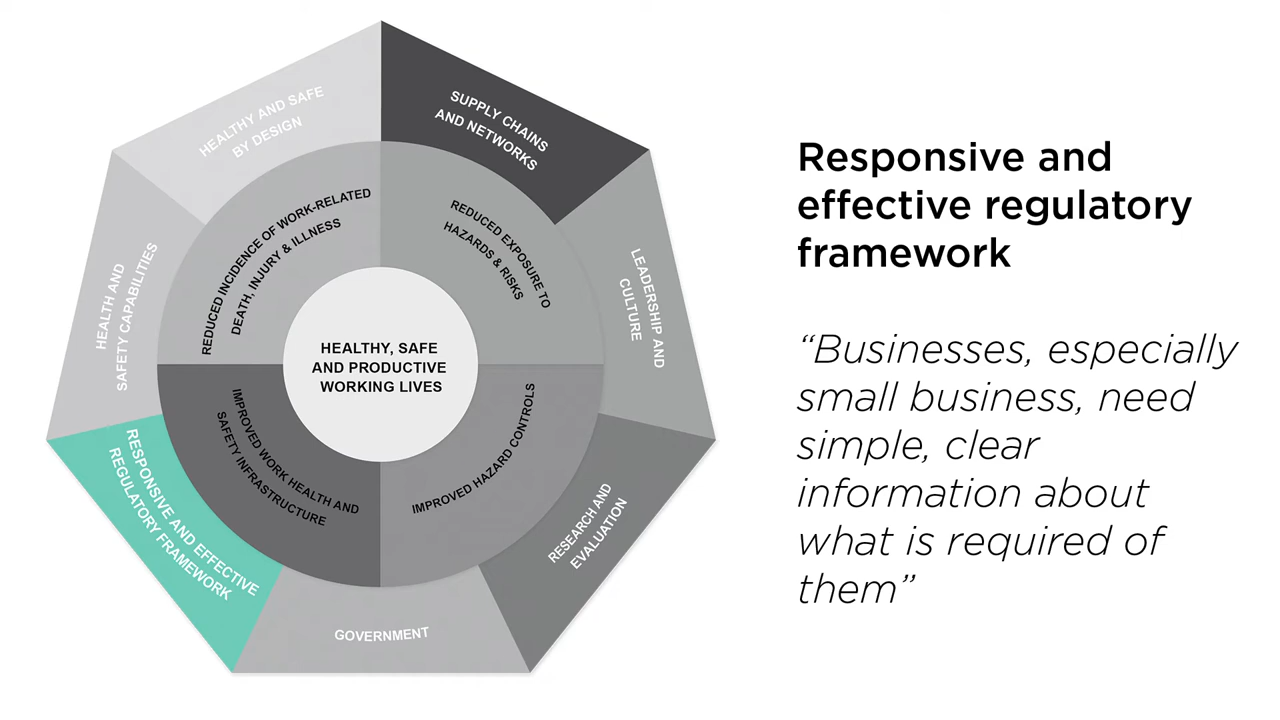 HEALTHY AND SAFE
BY DESIGN
SUPPLY CHAINS
AND NETWORKS
LEADERSHIP AND
CULTURE
RESEARCH AND
EVALUATION
GOVERNMENT
RESPONSIVE AND EFFECTIVE
REGULATORY FRAMEWORK
HEALTH AND
SAFETY CAPABILITIES
REDUCED INCIDENCE OF WORK-RELATED
DEATH, INJURY & ILLNESS
REDUCED EXPOSURE TO
HAZARDS & RISKS
IMPROVED HAZARD CONTROLS
IMPROVED WORK HEALTH AND
SAFETY INFRASTRUCTURE
HEALTHY, SAFE
AND PRODUCTIVE
WORKING LIVES
Responsive and
effective regulatory
framework
“Businesses, especially
small business, need
simple, clear
information about
what is required of
them”